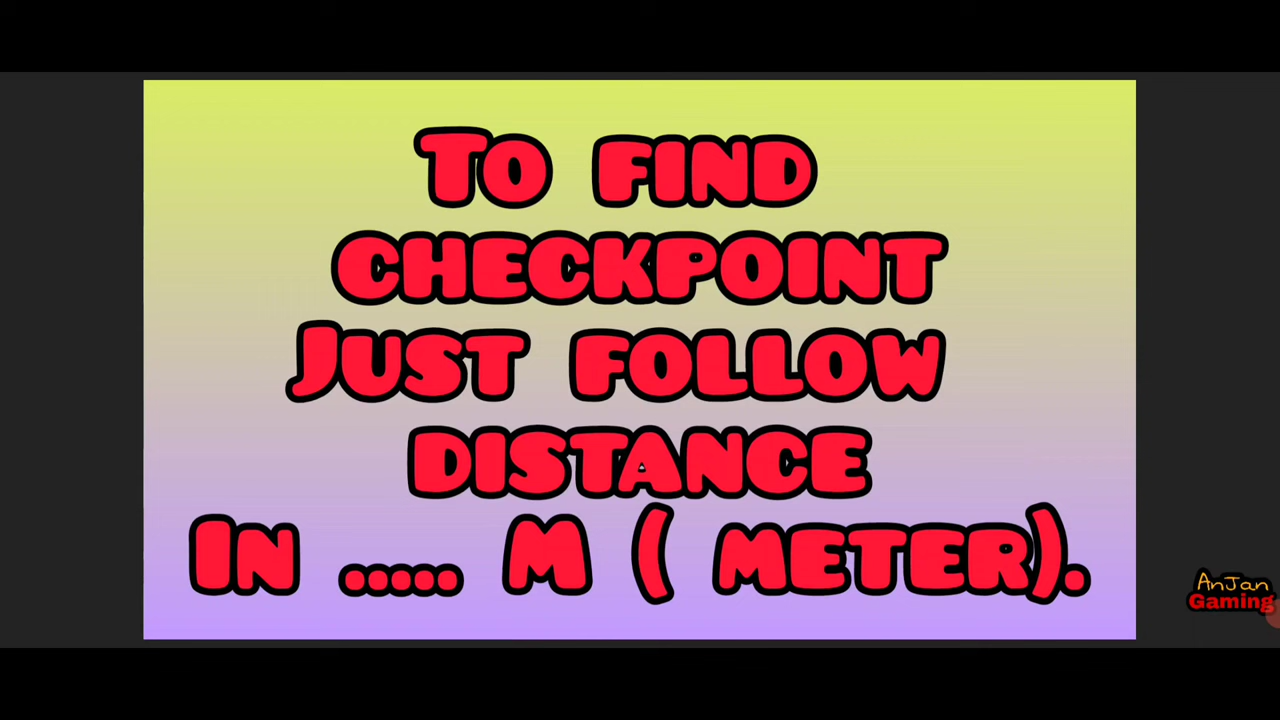 To find
checkpoint
Just follow
distance
In ..... M ( meter).
AnJan
Gaming